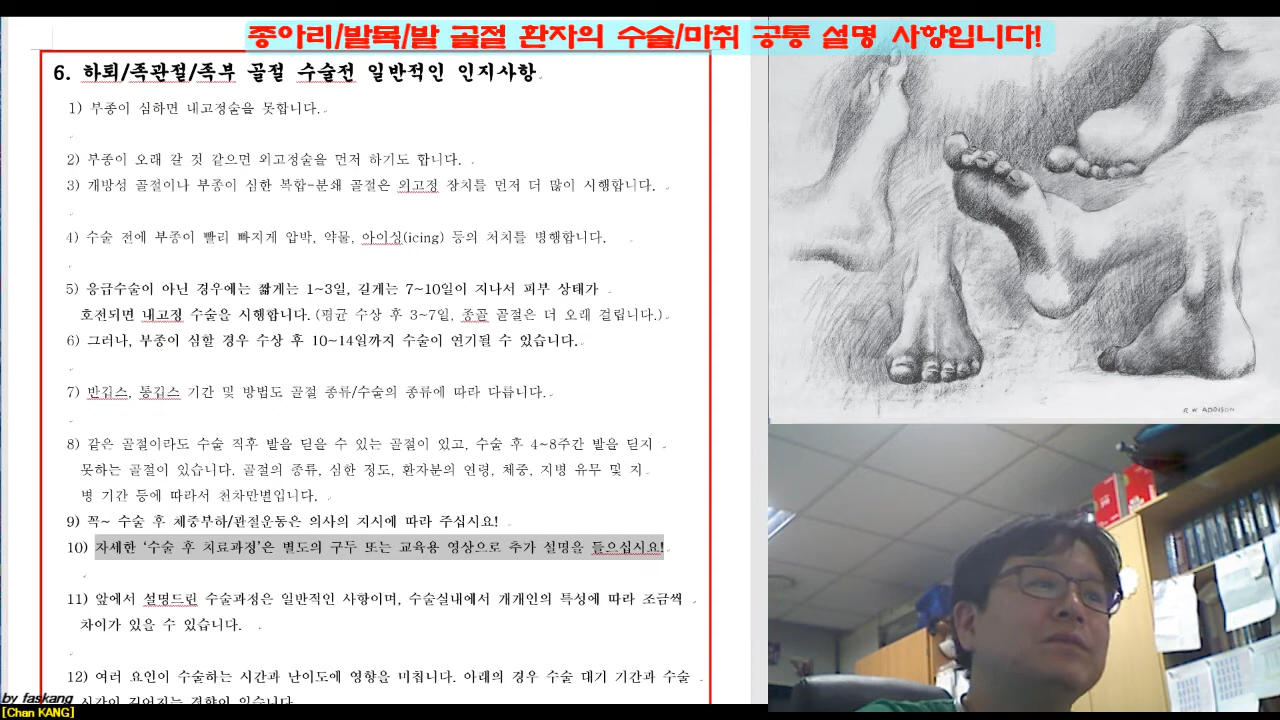 종아리/발목/발 골절 환자의 수술/마취 공통 설명 사항입니다!
6. 하퇴/족관절/족부 골절 수술전 일반적인 인지사항
1) 부종이 심하면 내고정술을 못합니다.
2) 부종이 오래 갈 것 같으면 외고정술을 먼저 하기도 합니다.
3) 개방성 골절이나 부종이 심한 복합-분쇄 골절은 외고정 장치를 먼저 더 많이 시행합니다.
4) 수술 전에 부종이 빨리 빠지게 압박, 약물, 아이싱(icing) 등의 처치를 병행합니다.
5) 응급수술이 아닌 경우에는 짧게는 1~3일, 길게는 7~10일이 지나서 피부 상태가
호전되면 내고정 수술을 시행합니다. (평균 수상 후 3~7일, 종골 골절은 더 오래 걸립니다.)
6) 그러나, 부종이 심할 경우 수상 후 10~14일까지 수술이 연기될 수 있습니다.
7) 반깁스, 통깁스 기간 및 방법도 골절 종류/수술의 종류에 따라 다릅니다.
8) 같은 골절이라도 수술 직후 발을 딛을 수 있는 골절이 있고, 수술 후 4~8주간 발을 딛지
못하는 골절이 있습니다. 골절의 종류, 심한 정도, 환자분의 연령, 체중, 지병 유무 및 지
병 기간 등에 따라서 천차만별입니다.
9) 꼭~ 수술 후 체중부하/관절운동은 의사의 지시에 따라 주십시요!
10) 자세한 '수술 후 치료과정'은 별도의 구두 또는 교육용 영상으로 추가 설명을 들으십시요!
11) 앞에서 설명드린 수술과정은 일반적인 사항이며, 수술실내에서 개개인의 특성에 따라 조금씩
차이가 있을 수 있습니다.
12) 여러 요인이 수술하는 시간과 난이도에 영향을 미칩니다. 아래의 경우 수술 대기 기간과 수술
시간이 길어지는 경향이 있습니다
R W ADDISON
by faskang
[Chan KANG]